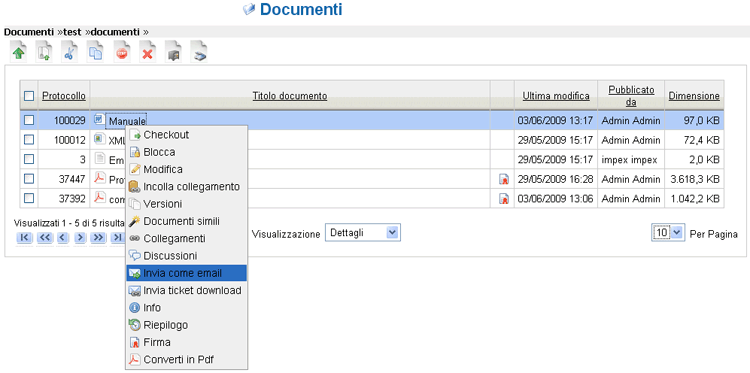 Documenti
Documenti »test »documenti »
Protocollo Titolo documento Ultima modifica Pubblicato da Dimensione
100029 Manuale 03/06/2009 13:17 Admin Admin 97,0 KB
100012 XML 29/05/2009 15:17 Admin Admin 72,4 KB
3 Em 29/05/2009 15:17 impex impex 2,0 KB
37447 Pro 29/05/2009 16:28 Admin Admin 3.618,3 KB
37392 com 03/06/2009 13:06 Admin Admin 1.042,2 KB
Visualizzati 1 - 5 di 5 risulta
Visualizzazione Dettagli 10 Per Pagina
Checkout
Blocca
Modifica
Incolla collegamento
Versioni
Documenti simili
Collegamenti
Discussioni
Invia come email
Invia ticket download
Info
Riepilogo
Firma
Converti in Pdf